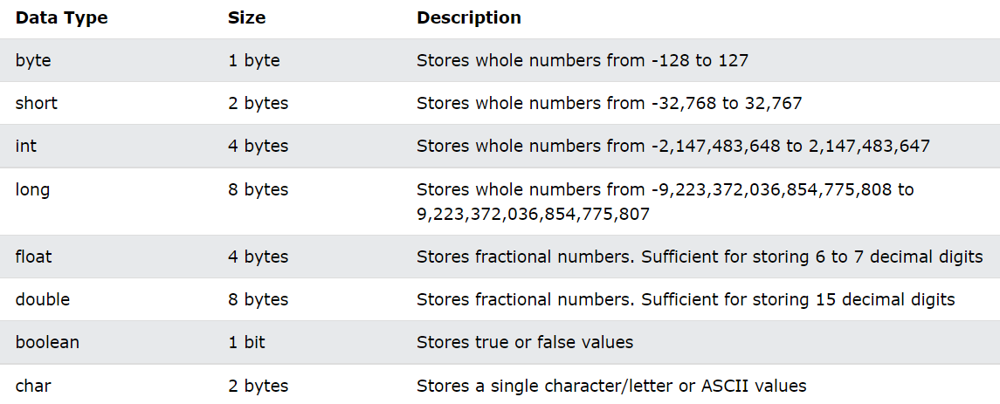 Data Type Size Description
byte 1 byte Stores whole numbers from -128 to 127
short 2 bytes Stores whole numbers from -32,768 to 32,767
int 4 bytes Stores whole numbers from -2,147,483,648 to 2,147,483,647
long 8 bytes Stores whole numbers from -9,223,372,036,854,775,808 to
9,223,372,036,854,775,807
float 4 bytes Stores fractional numbers. Sufficient for storing 6 to 7 decimal digits
double 8 bytes Stores fractional numbers. Sufficient for storing 15 decimal digits
boolean 1 bit Stores true or false values
char 2 bytes Stores a single character/letter or ASCII values